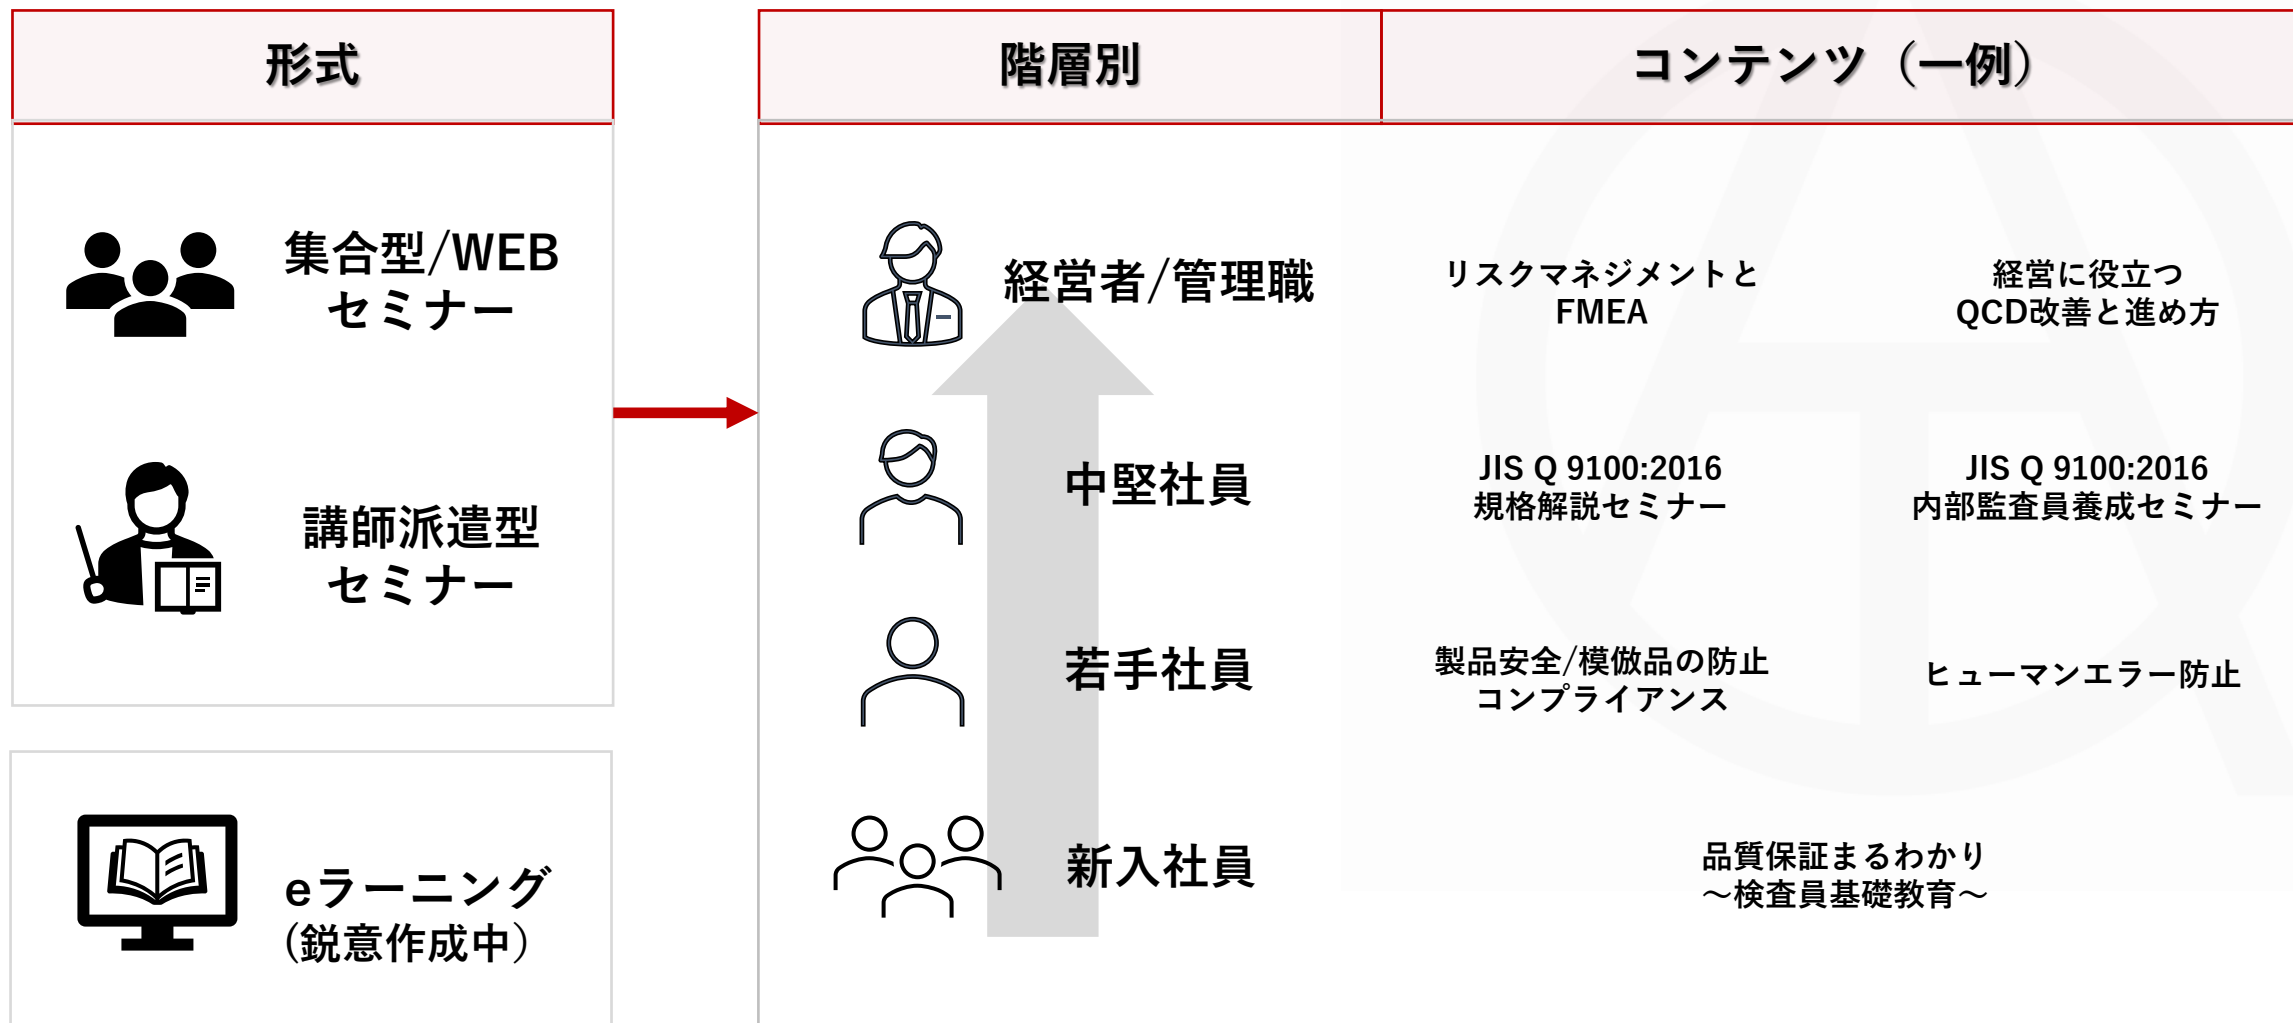 形式
集合型/WEB
セミナー
講師派遣型
セミナー
eラーニング
(鋭意作成中）
階層別
コンテンツ（一例）
経営者/管理職
リスクマネジメントと
FMEA
経営に役立つ
QCD改善と進め方
中堅社員
JIS Q 9100:2016
規格解説セミナー
JIS Q 9100:2016
内部監査員養成セミナー
若手社員
製品安全/模倣品の防止
コンプライアンス
ヒューマンエラー防止
新入社員
品質保証まるわかり
～検査員基礎教育～